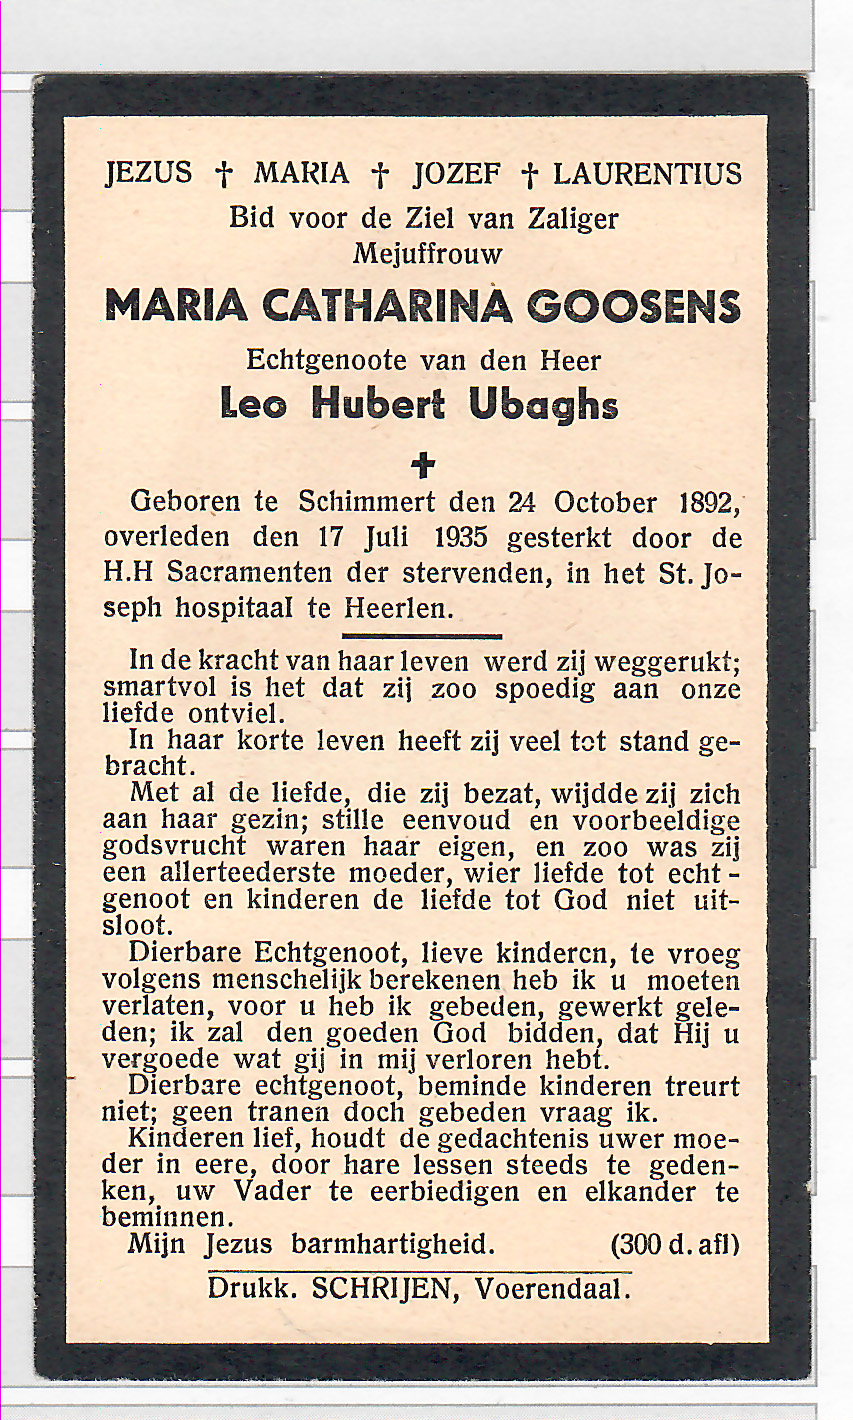 JEZUS † MARIA † JOZEF † LAURENTIUS
Bid voor de Ziel van Zaliger
Mejuffrouw
MARIA CATHARINA GOOSENS
Echtgenoote van den Heer
Leo Hubert Ubaghs
✝
Geboren te Schimmert den 24 October 1892,
overleden den 17 Juli 1935 gesterkt door de
H.H Sacramenten der stervenden, in het St. Jo-
seph hospitaal te Heerlen.
In de kracht van haar leven werd zij weggerukt;
smartvol is het dat zij zoo spoedig aan onze
liefde ontviel.
In haar korte leven heeft zij veel tot stand ge-
bracht.
Met al de liefde, die zij bezat, wijdde zij zich
aan haar gezin; stille eenvoud en voorbeeldige
godsvrucht waren haar eigen, en zoo was zij
een allerteederste moeder, wier liefde tot echt-
genoot en kinderen de liefde tot God niet uit-
sloot.
Dierbare Echtgenoot, lieve kinderen, te vroeg
volgens menschelijk berekenen heb ik u moeten
verlaten, voor u heb ik gebeden, gewerkt gele-
den; ik zal den goeden God bidden, dat Hij u
vergoede wat gij in mij verloren hebt.
Dierbare echtgenoot, beminde kinderen treurt
niet; geen tranen doch gebeden vraag ik.
Kinderen lief, houdt de gedachtenis uwer moe-
der in eere, door hare lessen steeds te geden-
ken, uw Vader te eerbiedigen en elkander te
beminnen.
Mijn Jezus barmhartigheid. (300 d. afl)
Drukk. SCHRIJEN, Voerendaal.